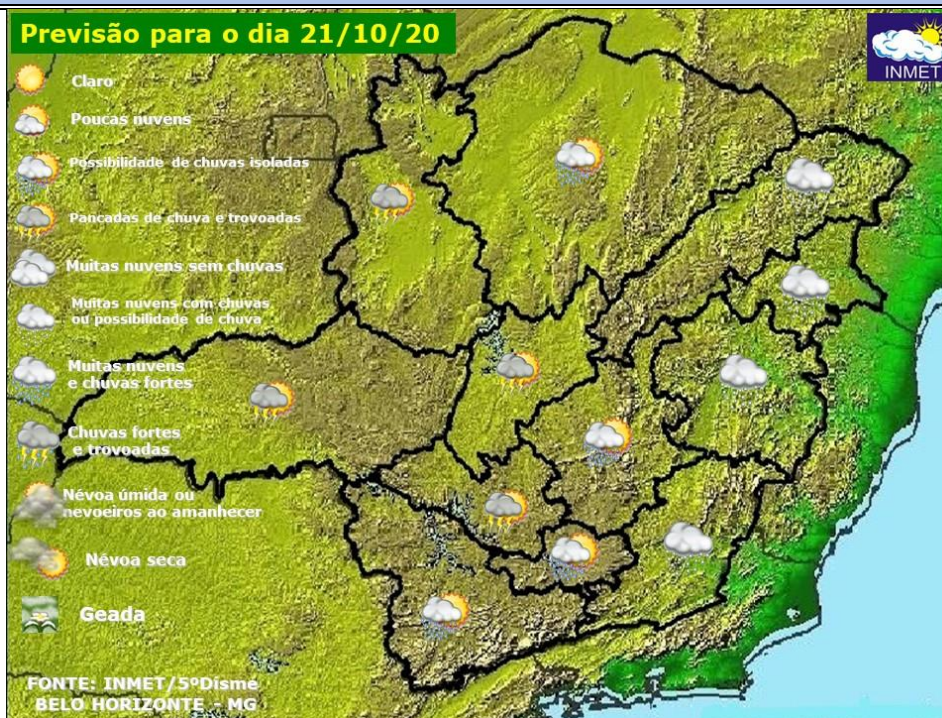 Previsão para o dia 21/10/20
INMET
Claro
Poucas nuvens
Possibilidade de chuvas isoladas
Pancadas de chuva e trovoadas
Muitas nuvens sem chuvas
Muitas nuvens com chuvas
ou possibilidade de chuva
Muitas nuvens
e chuvas fortes
Chuvas fortes
e trovoadas
Névoa úmida ou
nevoeiros ao amanhecer
Névoa seca
Geada
FONTE: INMET/5ºDisme
BELO HORIZONTE - MG